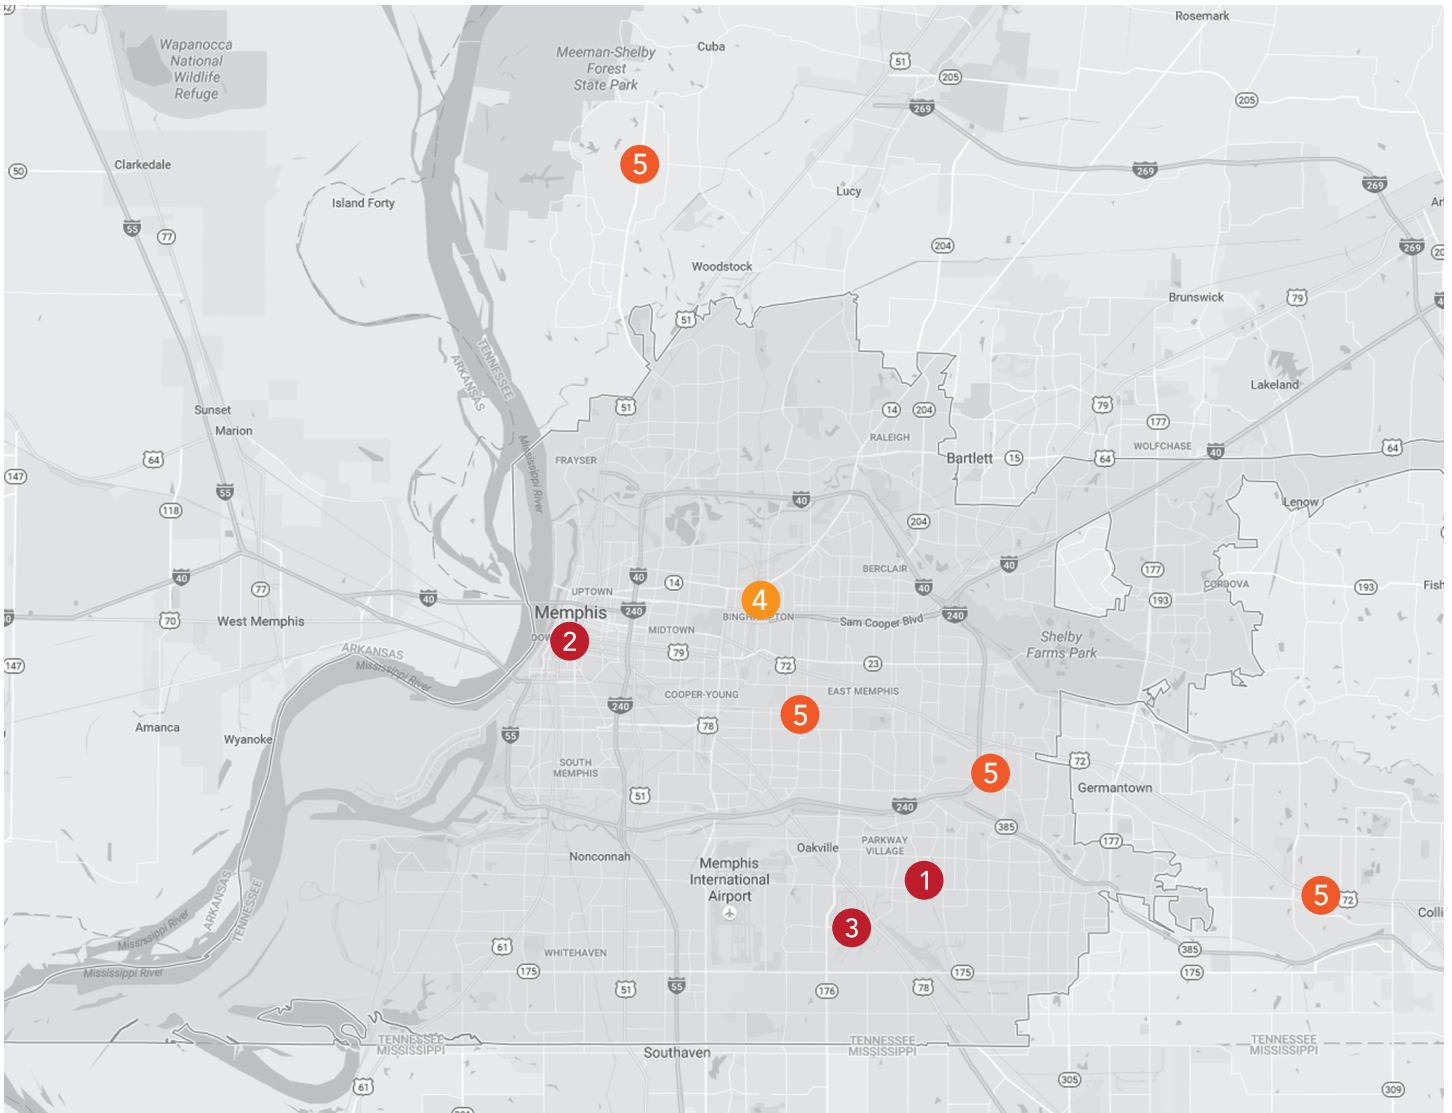 42
Rosemark
Wapanocca
National
Wildlife
Refuge
Meeman-Shelby
Forest
State Park
Cuba
51
205
205
269
Clarkedale
50
5
269
269
Island Forty
Lucy
55
77
204
269
Woodstock
Brunswick
79
51
TENNESSEE
ARKANSAS
Lakeland
Sunset
51
14
204
79
177
Marion
RALEIGH
WOLFCHASE
64
64
Bartlett
15
64
40
147
FRAYSER
Mississippi River
55
40
Lenow
118
204
BERCLAIR
40
40
40
14
40
177
CORDOVA
77
40
UPTOWN
4
193
193
70
West Memphis
Memphis
240
BINGHAMPTON
Sam Cooper Blvd
240
2
MIDTOWN
Shelby
Farms Park
ARKANSAS
Mississippi River
79
72
23
147
COOPER-YOUNG
EAST MEMPHIS
240
5
78
Amanca
Wyanoke
55
SOUTH
MEMPHIS
5
72
51
240
Germantown
385
177
Oakville
PARKWAY
VILLAGE
Nonconnah
Memphis
International
Airport
1
5
72
ARKANSAS
TENNESSEE
3
Mississippi River
61
WHITEHAVEN
385
Mississippi River
175
175
175
51
55
176
78
TENNESSEE
MISSISSIPPI
TENNESSEE
MISSISSIPPI
TENNESSEE
MISSISSIPPI
Southaven
61
305
309